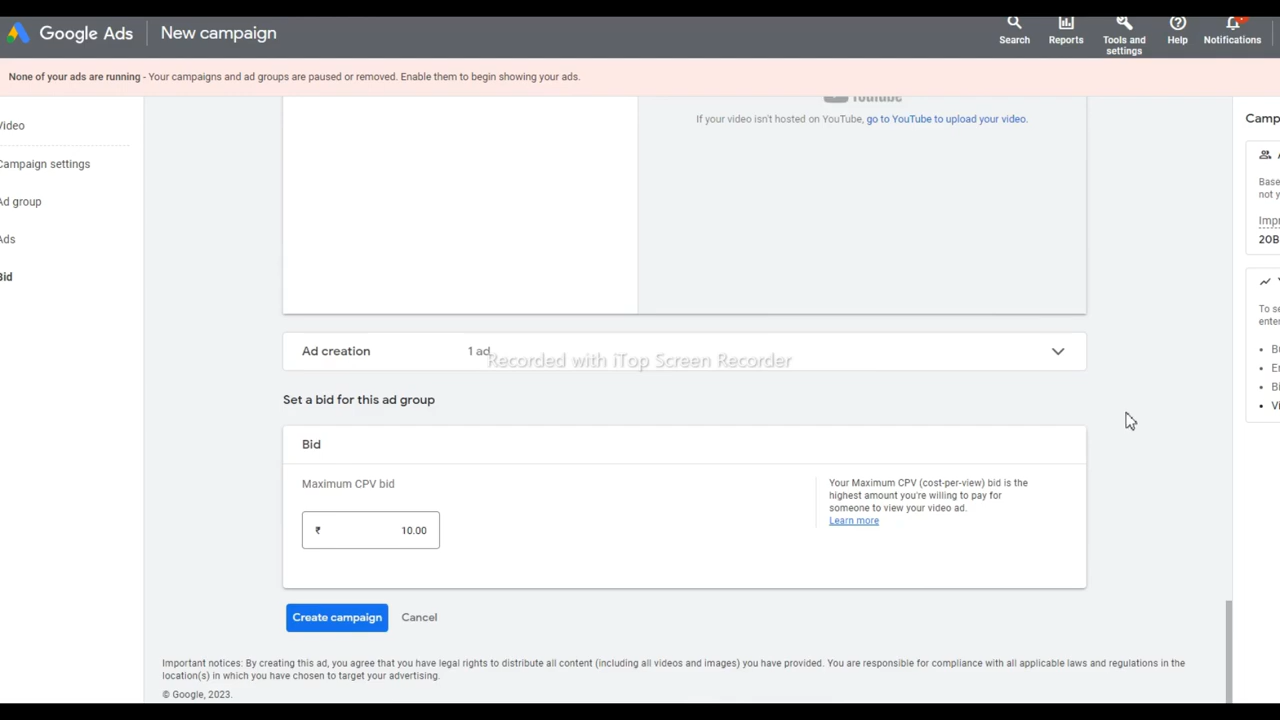 Google Ads
New campaign
Search
Reports
Tools and
settings
Help
Notifications
None of your ads are running - Your campaigns and ad groups are paused or removed. Enable them to begin showing your ads.
Video
Campaign settings
Ad group
Ads
Bid
YouTube
If your video isn't hosted on YouTube, go to YouTube to upload your video.
Ad creation
1 ad
Recorded with iTop Screen Recorder
Set a bid for this ad group
Bid
Maximum CPV bid
₹ 10.00
Your Maximum CPV (cost-per-view) bid is the
highest amount you're willing to pay for
someone to view your video ad.
Learn more
Create campaign
Cancel
Important notices: By creating this ad, you agree that you have legal rights to distribute all content (including all videos and images) you have provided. You are responsible for compliance with all applicable laws and regulations in the
location(s) in which you have chosen to target your advertising.
© Google, 2023.
Camp
Base
not y
Impr
20B
To se
enter